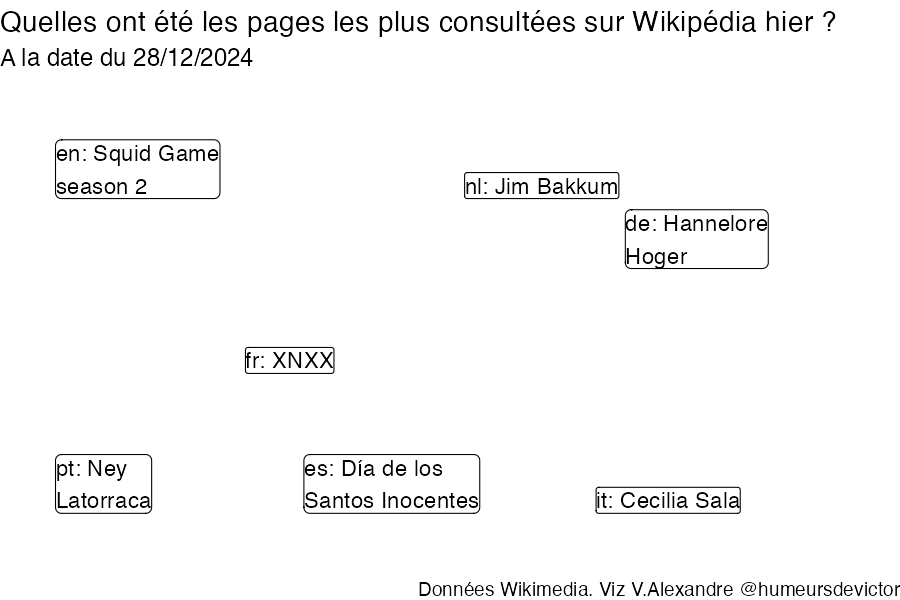 Quelles ont été les pages les plus consultées sur Wikipédia hier ?
A la date du 28/12/2024
en: Squid Game
season 2
nl: Jim Bakkum
de: Hannelore
Hoger
fr: XNXX
pt: Ney
Latorraca
es: Día de los
Santos Inocentes
it: Cecilia Sala
Données Wikimedia. Viz V.Alexandre @humeursdevictor